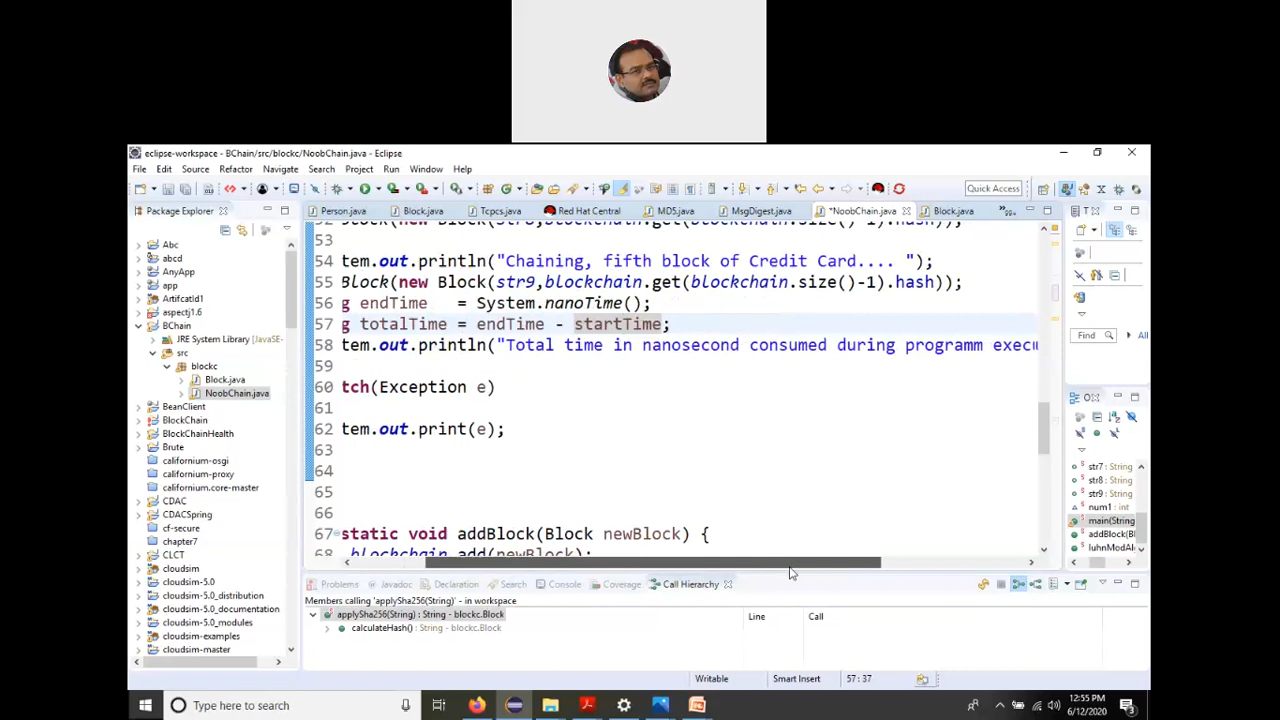 eclipse-workspace - BChain/src/blockc/NoobChain.java - Eclipse
File Edit Source Refactor Navigate Search Project Run Window Help
Quick Access
Package Explorer
Person.java Block.java Tcpcs.java Red Hat Central MD5.java MsgDigest.java *NoobChain.java Block.java
Abc
abcd
AnyApp
app
ArtifcatId1
aspectj1.6
BChain
JRE System Library [JavaSE-
src
blockc
Block.java
NoobChain.java
BeanClient
BlockChain
BlockChainHealth
Brute
californium-osgi
californium-proxy
californium.core-master
CDAC
CDACSpring
cf-secure
chapter7
CLCT
cloudsim
cloudsim-5.0
cloudsim-5.0_distribution
cloudsim-5.0_documentation
cloudsim-5.0_modules
cloudsim-examples
cloudsim-master
53
54 tem.out.println("Chaining, fifth block of Credit Card.... ");
55 Block(new Block(str9,blockchain.get(blockchain.size()-1).hash));
56 g endTime = System.nanoTime();
57 g totalTime = endTime - startTime;
58 tem.out.println("Total time in nanosecond consumed during programm execu
59
60 tch(Exception e)
61
62 tem.out.print(e);
63
64
65
66
67 static void addBlock(Block newBlock) {
68 blockchain.add(newBlock);
Find All
str7 : String
str8 : String
str9 : String
num1 : int
main(String
addBlock(Bl
luhnModAl
Problems Javadoc Declaration Search Console Coverage Call Hierarchy
Members calling 'applySha256(String)' - in workspace
applySha256(String) : String - blockc.Block
calculateHash() : String - blockc.Block
Line Call
Writable Smart Insert 57 : 37
Type here to search
12:55 PM
6/12/2020